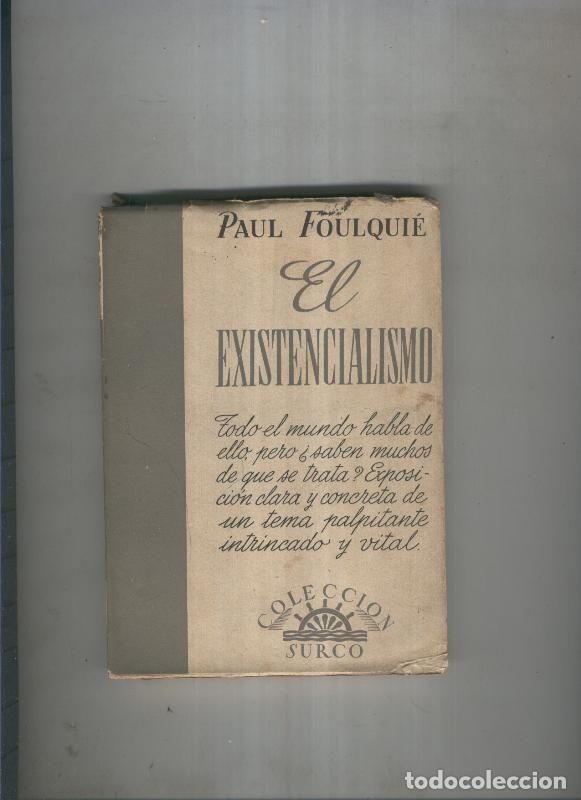 PAUL FOULQUIÉ
El
EXISTENCIALISMO
Todo el mundo habla de
ello, pero ¿saben muchos
de que se trata? Exposi-
ción clara y concreta de
un tema palpitante
intrincado y vital.
COLECCION
SURCO
todocoleccion